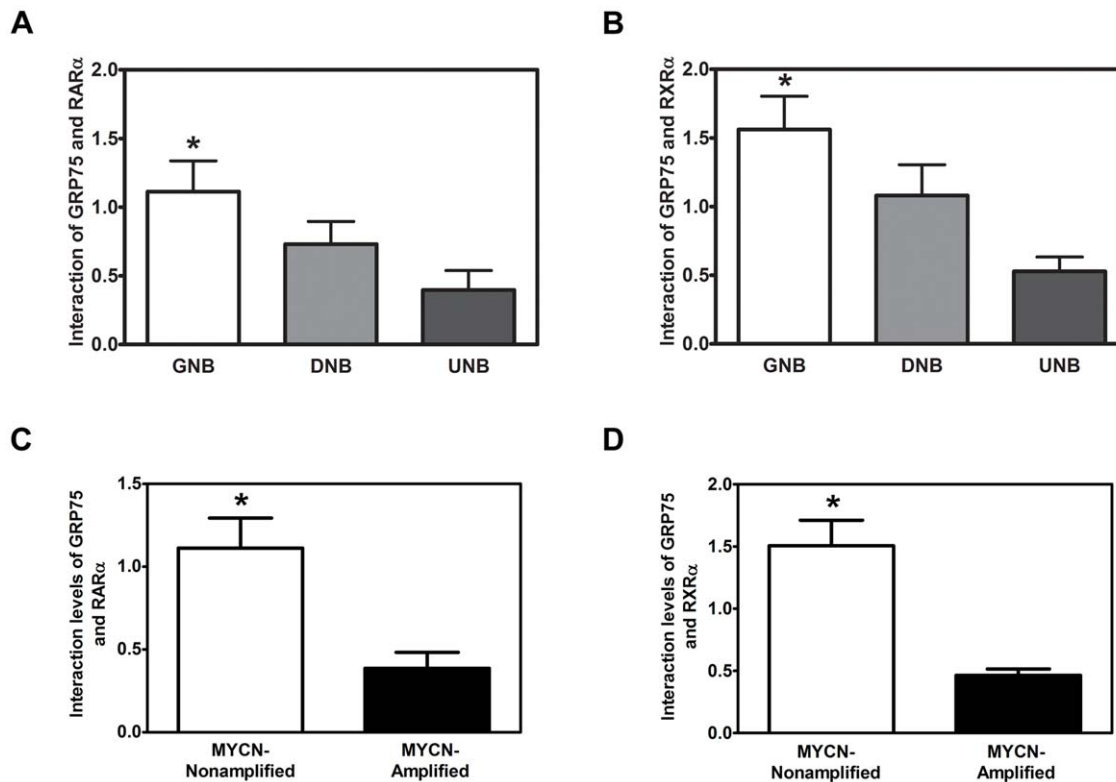 A
Interaction of GRP75 and RARα
2.0
1.5
1.0
0.5
0.0
*
GNB
DNB
UNB
B
Interaction of GRP75 and RXRα
2.0
1.5
1.0
0.5
0.0
*
GNB
DNB
UNB
C
Interaction levels of GRP75
and RARα
1.5
1.0
0.5
0.0
*
MYCN-
Nonamplified
MYCN-
Amplified
D
Interaction levels of GRP75
and RXRα
2.0
1.5
1.0
0.5
0.0
*
MYCN-
Nonamplified
MYCN-
Amplified